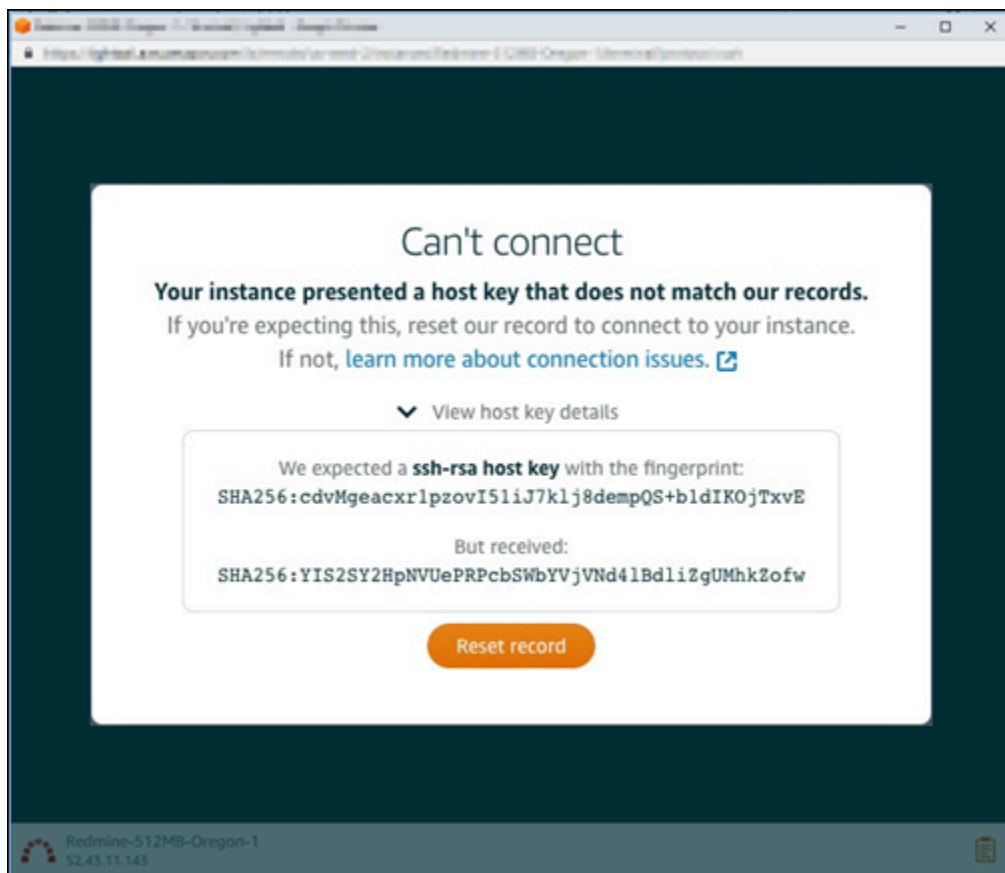 Can't connect
Your instance presented a host key that does not match our records.
If you're expecting this, reset our record to connect to your instance.
If not, learn more about connection issues.
View host key details
We expected a ssh-rsa host key with the fingerprint:
SHA256:cdvMgeacxr1pzovI51iJ7klj8dempQS+b1dIKOjTxvE
But received:
SHA256:YIS2SY2HpNVUePRPcbSWbYVjVNd41BdliZgUMhkZofw
Reset record
Redmine-512MB-Oregon-1
52.43.11.143